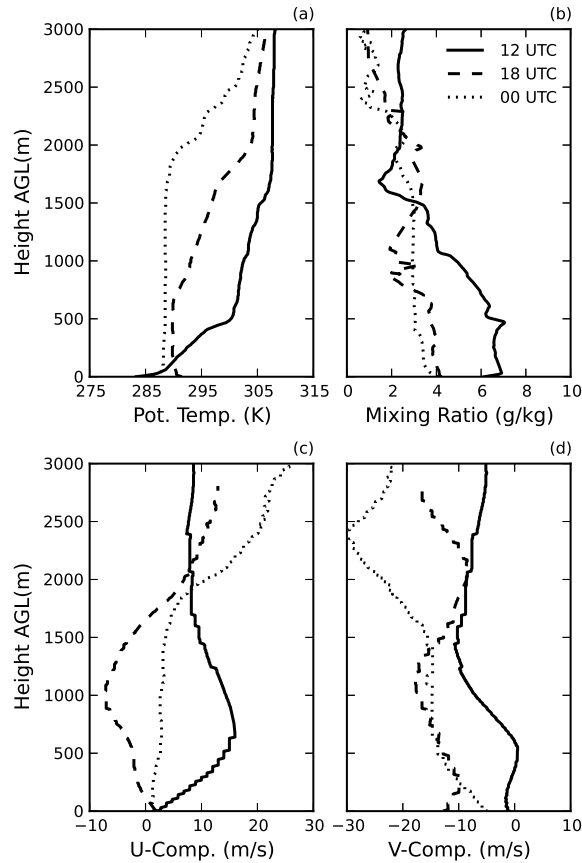 (a)
(b)
3000
2500
2000
1500
1000
500
0
Height AGL(m)
12 UTC
18 UTC
00 UTC
275 285 295 305 315
0 2 4 6 8 10
Pot. Temp. (K)
Mixing Ratio (g/kg)
(c)
(d)
3000
2500
2000
1500
1000
500
0
Height AGL(m)
−10 0 10 20 30
−30 −20 −10 0 10
U-Comp. (m/s)
V-Comp. (m/s)